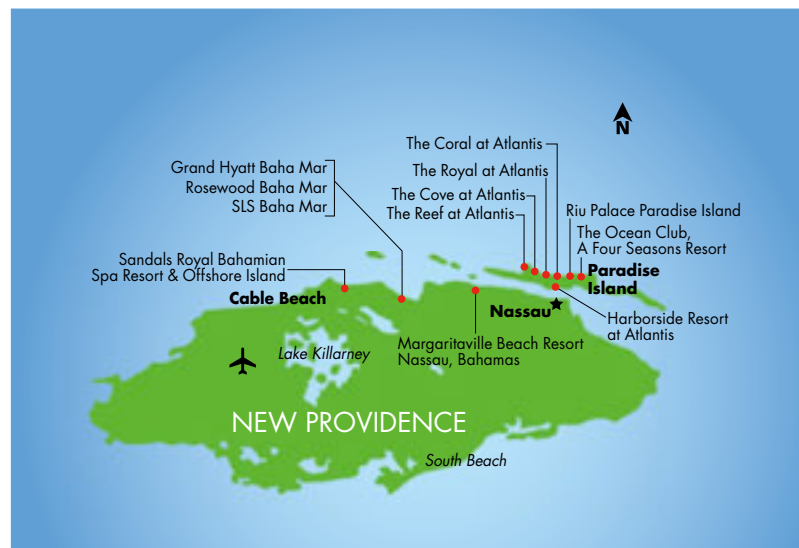 N
The Coral at Atlantis
Grand Hyatt Baha Mar
Rosewood Baha Mar
SLS Baha Mar
The Royal at Atlantis
The Cove at Atlantis
The Reef at Atlantis
Riu Palace Paradise Island
The Ocean Club,
A Four Seasons Resort
Sandals Royal Bahamian
Spa Resort & Offshore Island
Paradise
Island
Cable Beach
Nassau
Harborside Resort
at Atlantis
Margaritaville Beach Resort
Nassau, Bahamas
Lake Killarney
NEW PROVIDENCE
South Beach